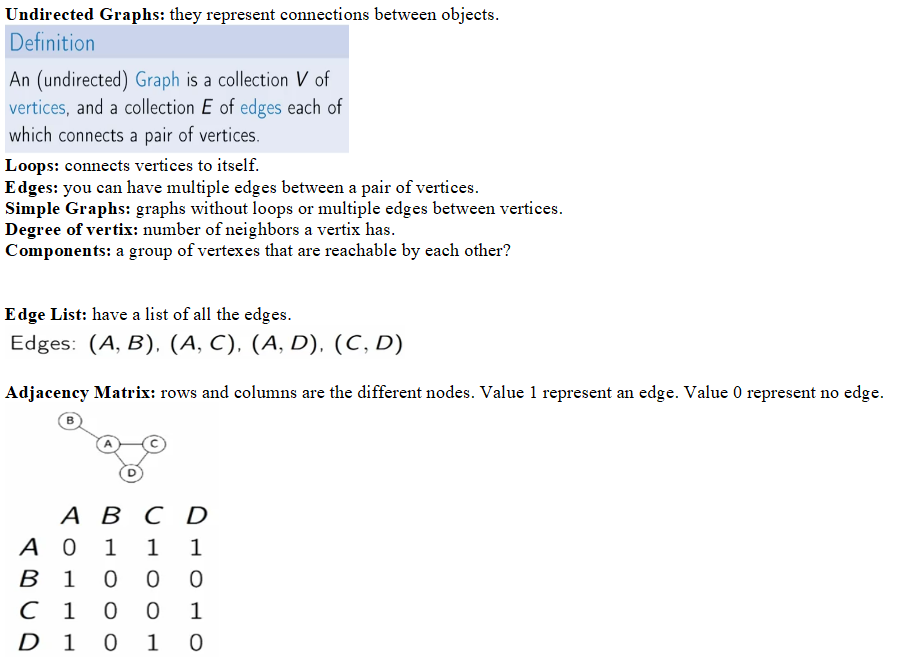 Undirected Graphs: they represent connections between objects.
Definition
An (undirected) Graph is a collection V of
vertices, and a collection E of edges each of
which connects a pair of vertices.
Loops: connects vertices to itself.
Edges: you can have multiple edges between a pair of vertices.
Simple Graphs: graphs without loops or multiple edges between vertices.
Degree of vertix: number of neighbors a vertix has.
Components: a group of vertexes that are reachable by each other?
Edge List: have a list of all the edges.
Edges: (A, B), (A, C), (A, D), (C, D)
Adjacency Matrix: rows and columns are the different nodes. Value 1 represent an edge. Value 0 represent no edge.
B
A C
D
A B C D
A 0 1 1 1
B 1 0 0 0
C 1 0 0 1
D 1 0 1 0